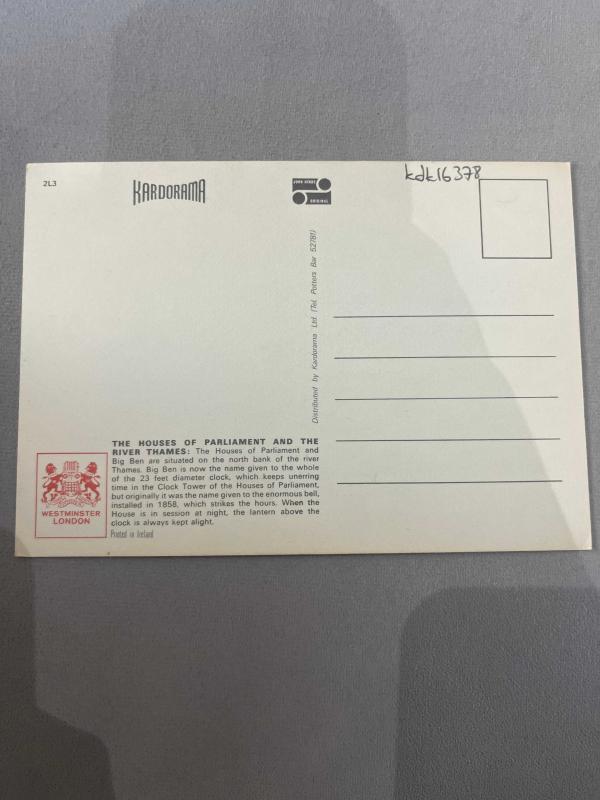 2L3
KARDORAMA
JOHN HINDE
ORIGINAL
kdk16378
Distributed by Kardorama Ltd. (Tel. Potters Bar 52781)
THE HOUSES OF PARLIAMENT AND THE
RIVER THAMES: The Houses of Parliament and
Big Ben are situated on the north bank of the river
Thames. Big Ben is now the name given to the whole
of the 23 feet diameter clock, which keeps unerring
time in the Clock Tower of the Houses of Parliament,
but originally it was the name given to the enormous bell,
installed in 1858, which strikes the hours. When the
House is in session at night, the lantern above the
clock is always kept alight.
Printed in Ireland
WESTMINSTER
LONDON